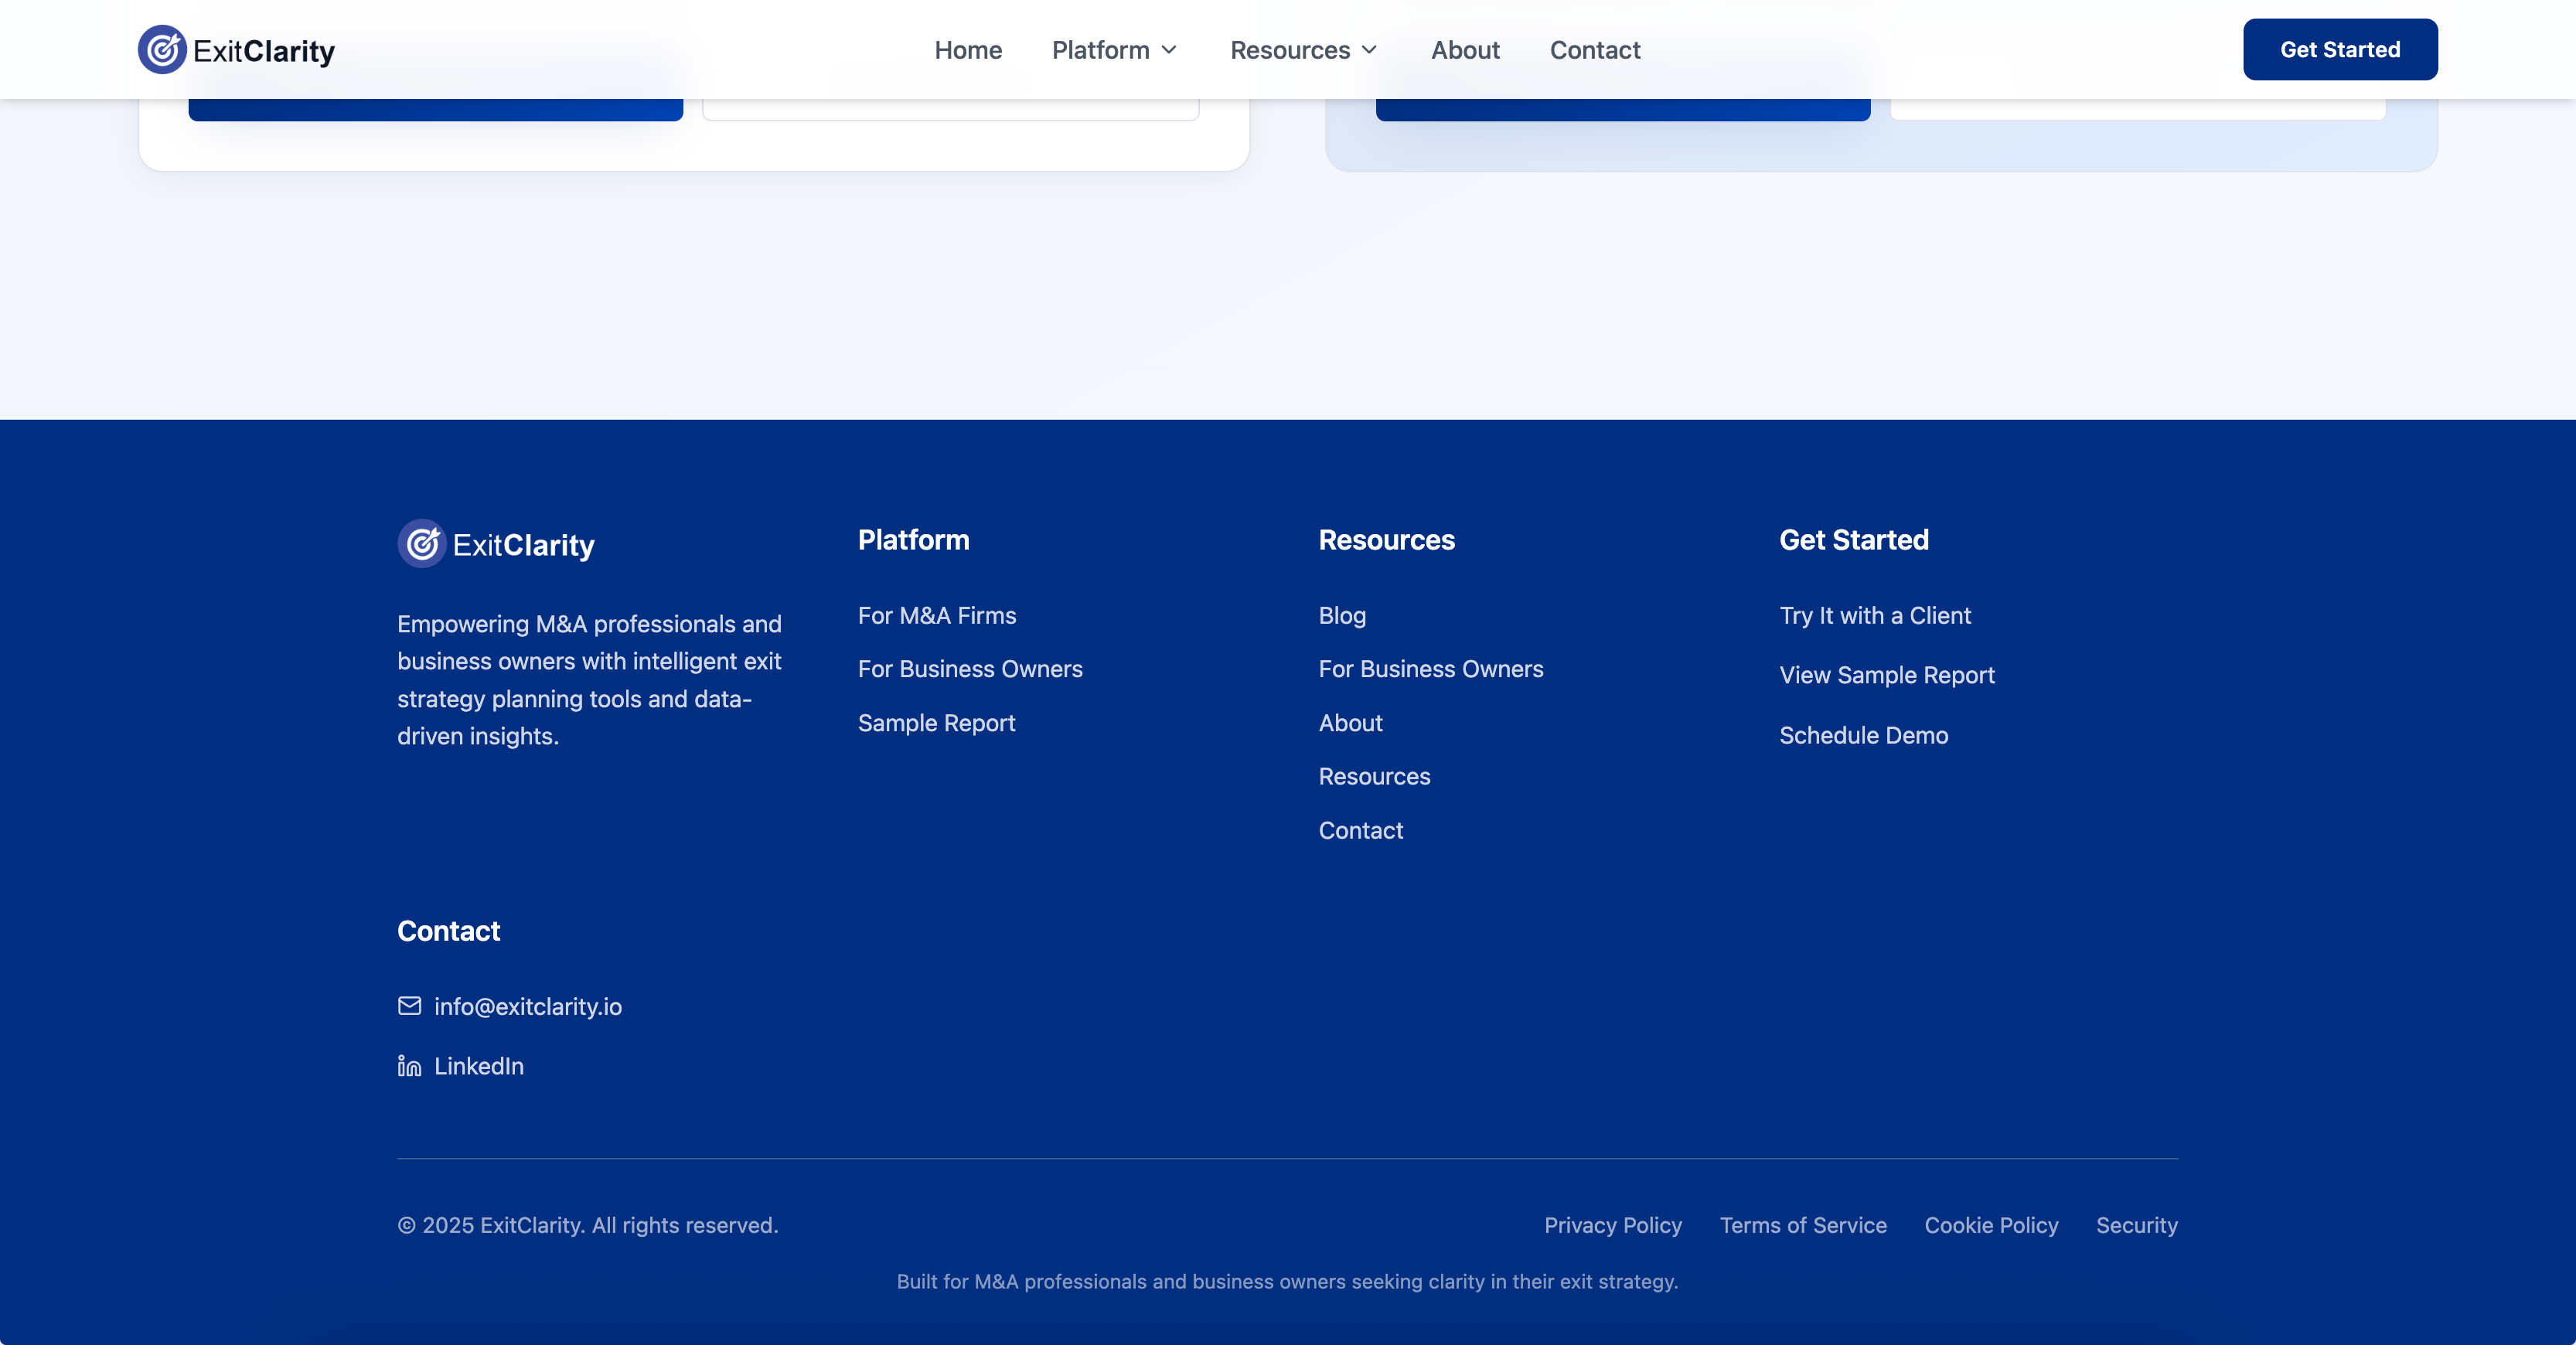 ExitClarity
Home
Platform
Resources
About
Contact
Get Started
ExitClarity
Empowering M&A professionals and
business owners with intelligent exit
strategy planning tools and data-
driven insights.
Platform
For M&A Firms
For Business Owners
Sample Report
Resources
Blog
For Business Owners
About
Resources
Contact
Get Started
Try It with a Client
View Sample Report
Schedule Demo
Contact
info@exitclarity.io
LinkedIn
© 2025 ExitClarity. All rights reserved.
Privacy Policy
Terms of Service
Cookie Policy
Security
Built for M&A professionals and business owners seeking clarity in their exit strategy.